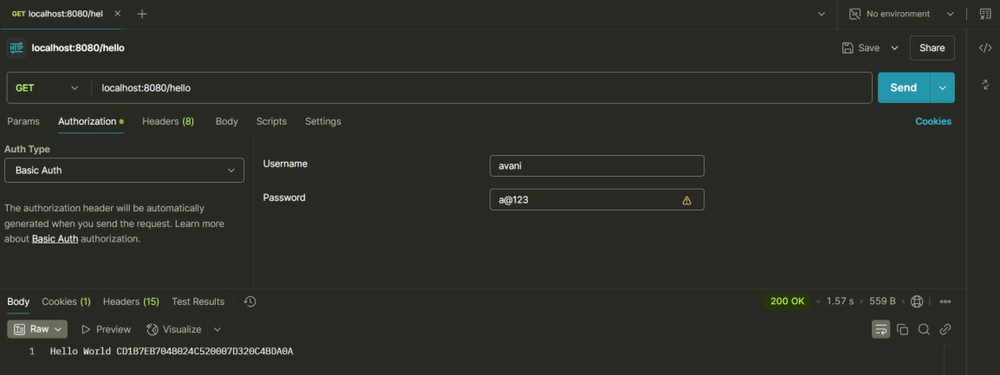 GET localhost:8080/hel
No environment
HTTP localhost:8080/hello
Save
Share
GET
localhost:8080/hello
Send
Params
Authorization
Headers (8)
Body
Scripts
Settings
Cookies
Auth Type
Basic Auth
The authorization header will be automatically
generated when you send the request. Learn more
about Basic Auth authorization.
Username
avani
Password
a@123
Body
Cookies (1)
Headers (15)
Test Results
200 OK
1.57 s
559 B
Raw
Preview
Visualize
1 Hello World CD1B7EB7048024C520007D320C4BDA0A